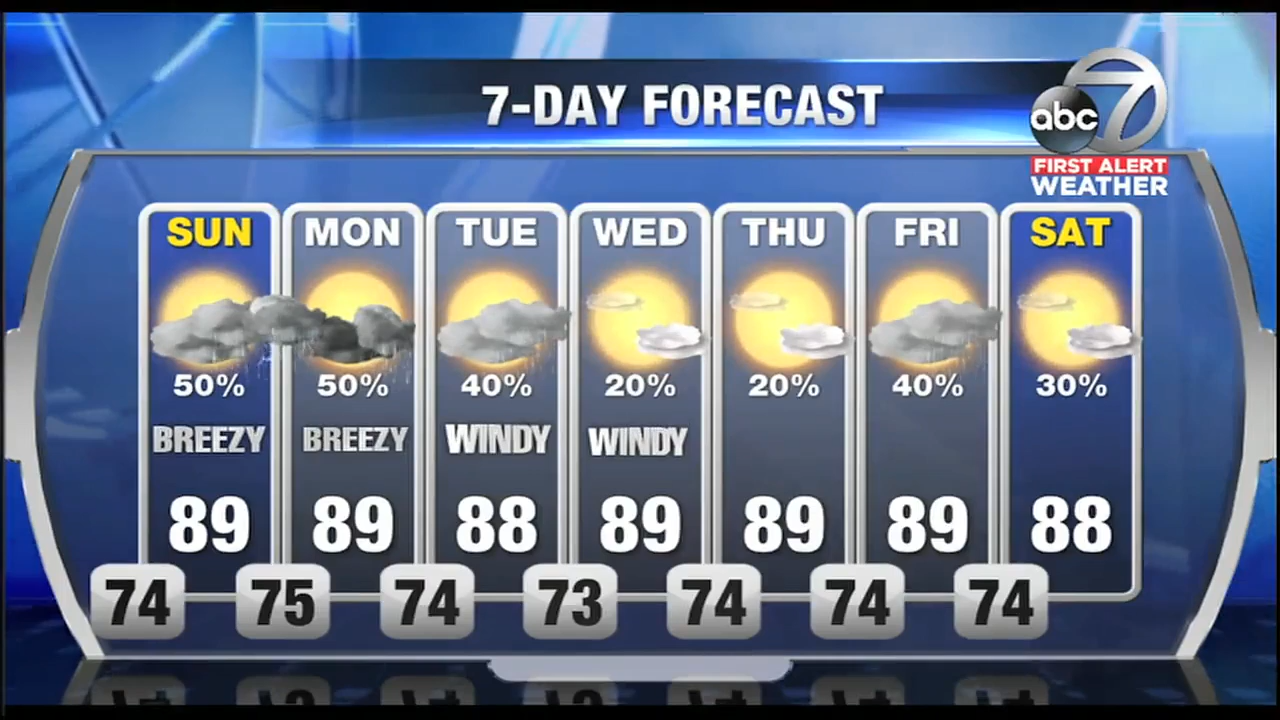 7-DAY FORECAST
abc 7
FIRST ALERT
WEATHER
SUN MON TUE WED THU FRI SAT
50% 50% 40% 20% 20% 40% 30%
BREEZY BREEZY WINDY WINDY
89 89 88 89 89 89 88
74 75 74 73 74 74 74